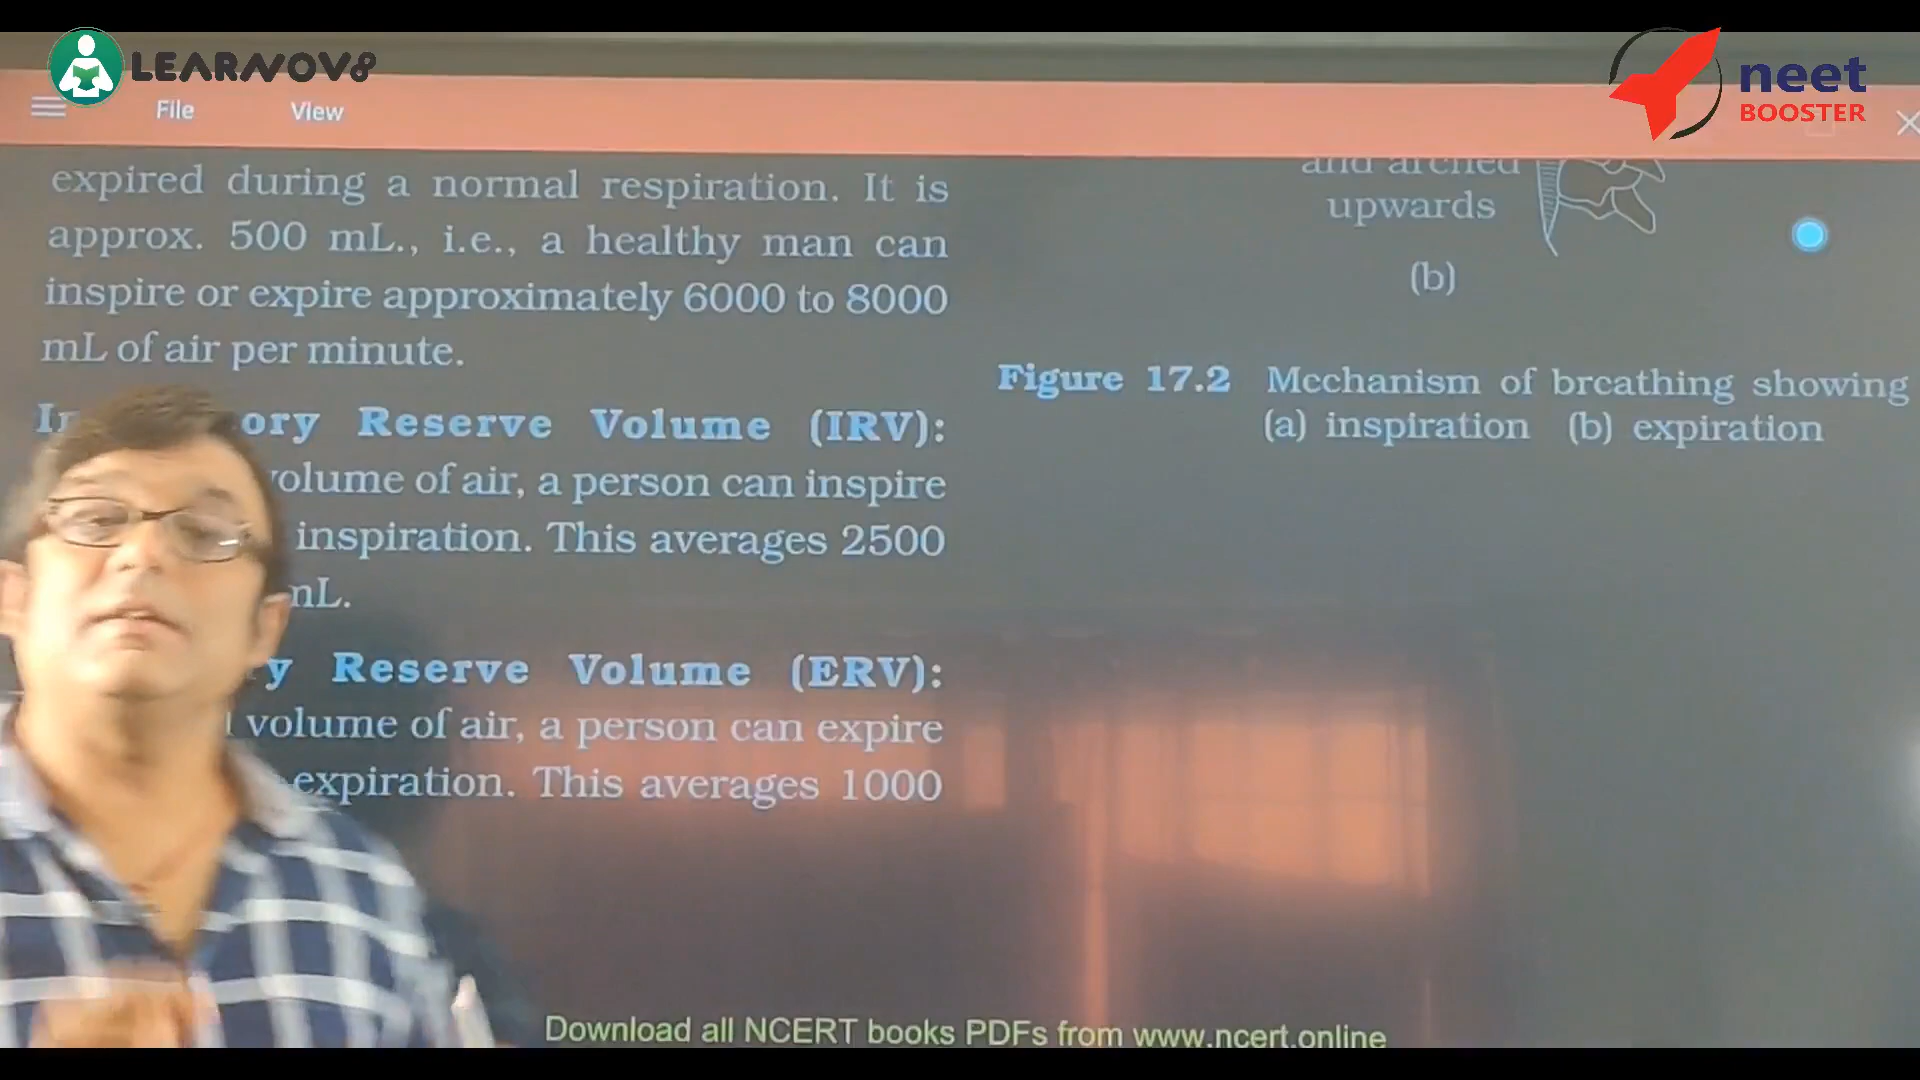 LEARNOV8
neet
BOOSTER
File View
expired during a normal respiration. It is
approx. 500 mL., i.e., a healthy man can
inspire or expire approximately 6000 to 8000
mL of air per minute.
ory Reserve Volume (IRV):
volume of air, a person can inspire
inspiration. This averages 2500
mL.
y Reserve Volume (ERV):
volume of air, a person can expire
expiration. This averages 1000
and arched
upwards
(b)
Figure 17.2 Mechanism of breathing showing
(a) inspiration (b) expiration
Download all NCERT books PDFs from www.ncert.online